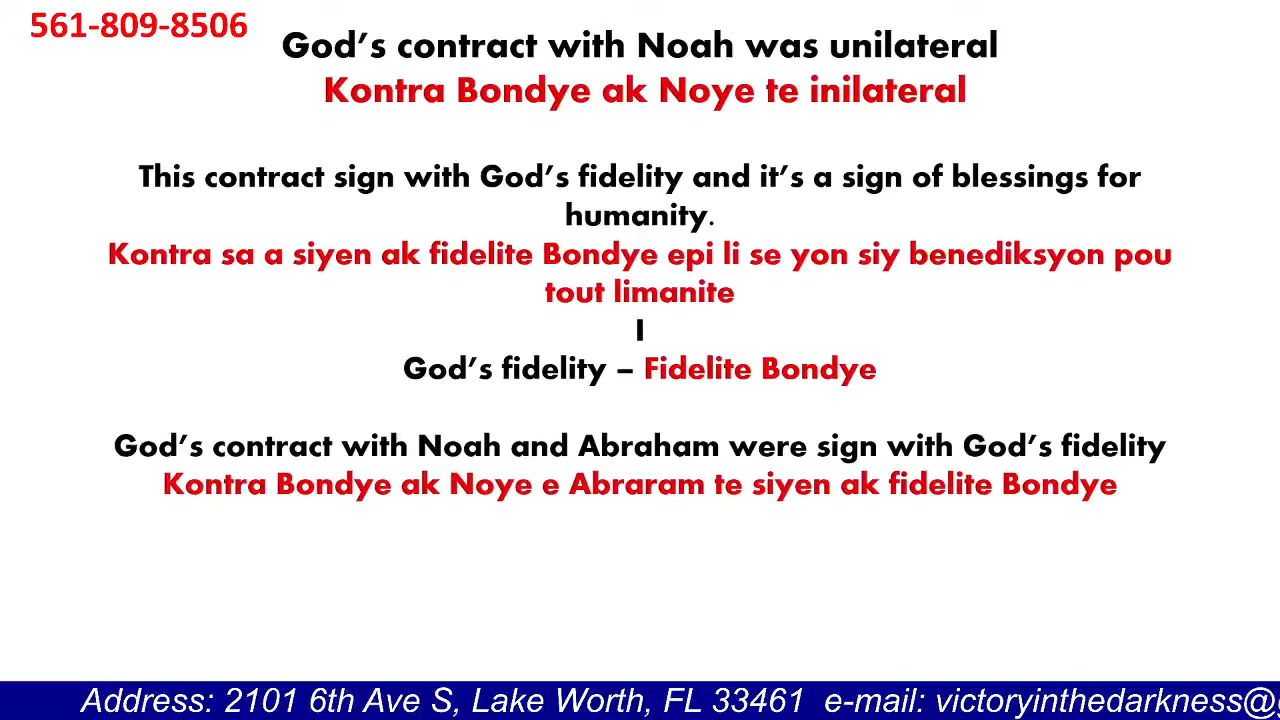 561-809-8506
God’s contract with Noah was unilateral
Kontra Bondye ak Noye te inilateral
This contract sign with God’s fidelity and it’s a sign of blessings for
humanity.
Kontra sa a siyen ak fidelite Bondye epi li se yon siy benediksyon pou
tout limanite
I
God’s fidelity – Fidelite Bondye
God’s contract with Noah and Abraham were sign with God’s fidelity
Kontra Bondye ak Noye e Abraram te siyen ak fidelite Bondye
Address: 2101 6th Ave S, Lake Worth, FL 33461 e-mail: victoryinthedarkness@